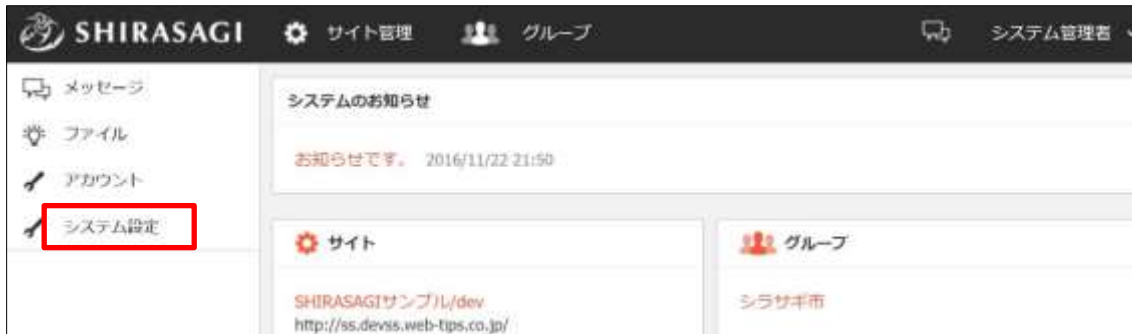 SHIRASAGI サイト管理 グループ システム管理者
メッセージ
ファイル
アカウント
システム設定
システムのお知らせ
お知らせです。 2016/11/22 21:50
サイト
SHIRASAGIサンプル/dev
http://ss.devss.web-tips.co.jp/
グループ
シラサギ市